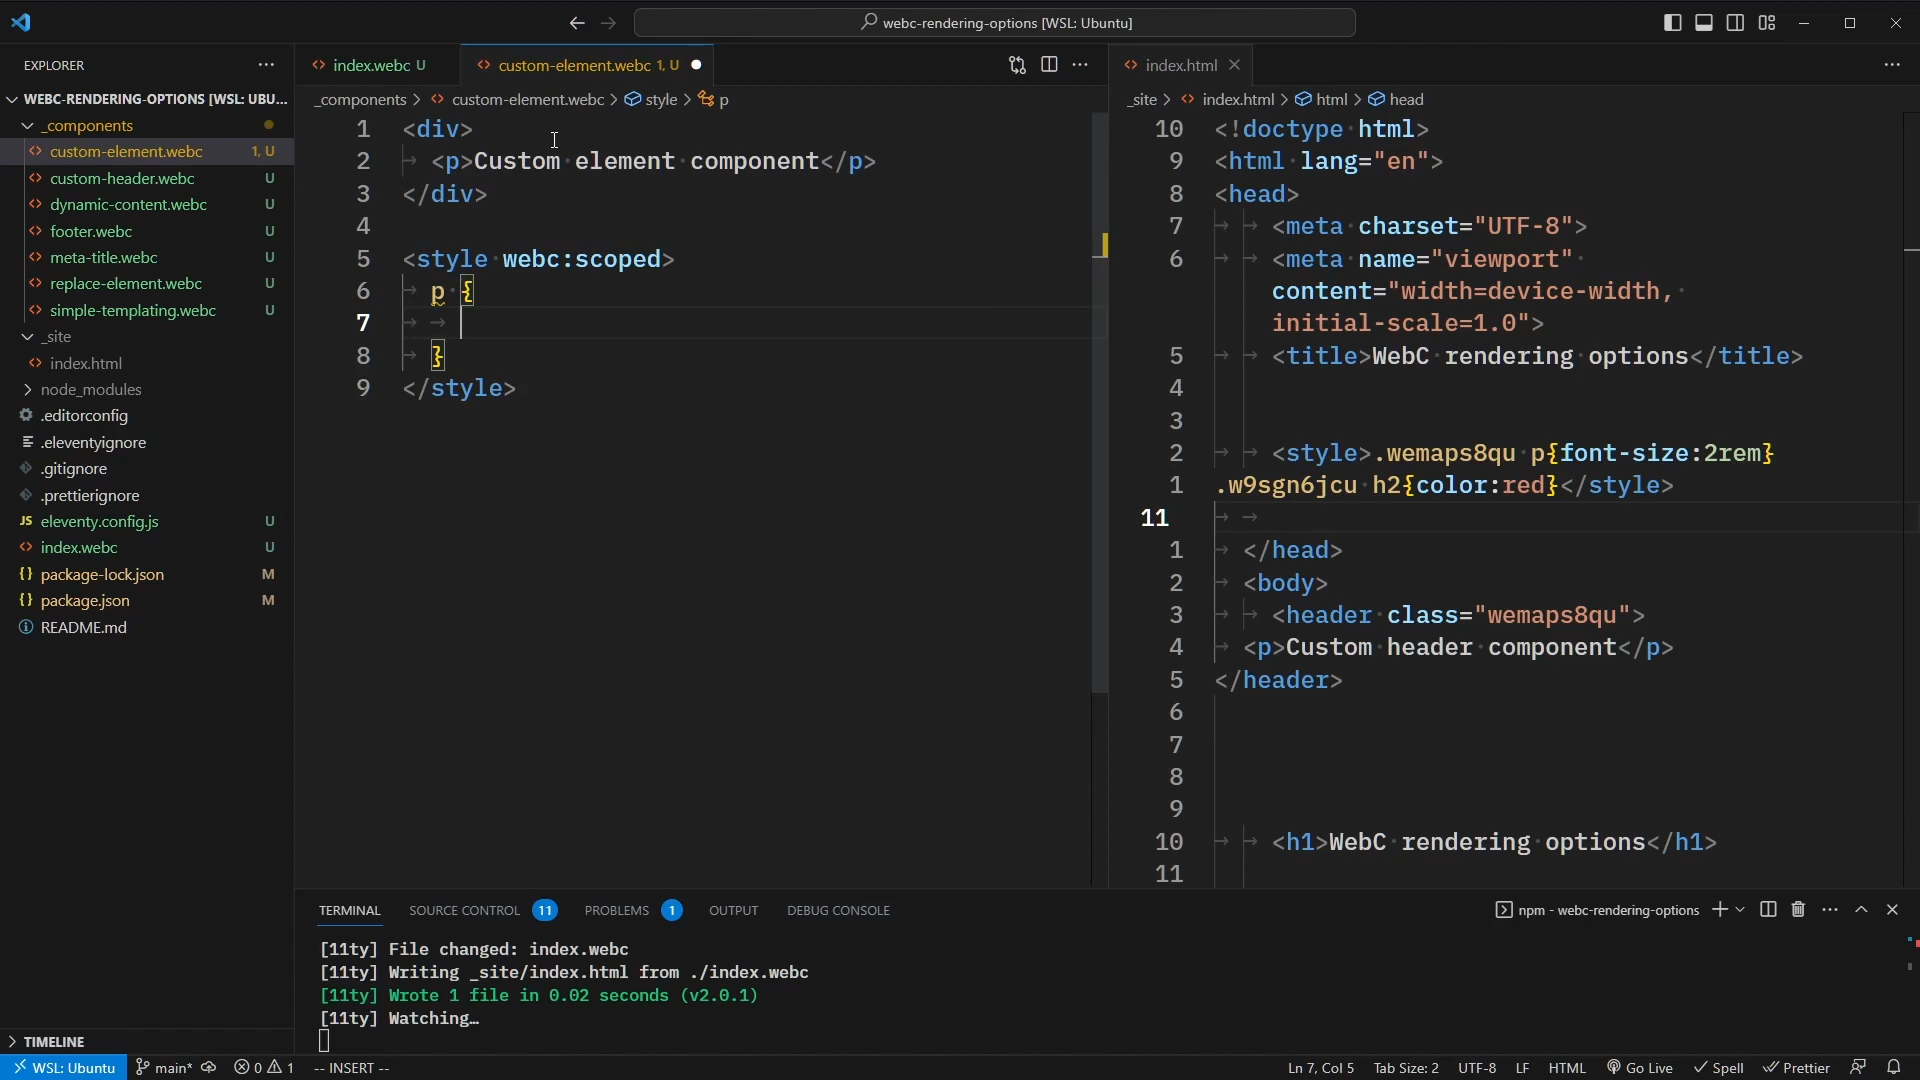 webc-rendering-options [WSL: Ubuntu]
EXPLORER
WEBC-RENDERING-OPTIONS [WSL: UBU...
_components
custom-element.webc 1, U
custom-header.webc U
dynamic-content.webc U
footer.webc U
meta-title.webc U
replace-element.webc U
simple-templating.webc U
_site
index.html
node_modules
.editorconfig
.eleventyignore
.gitignore
.prettierignore
JS eleventy.config.js U
index.webc U
{} package-lock.json M
{} package.json M
README.md
TIMELINE
index.webc U
custom-element.webc 1, U
_components > custom-element.webc > style > p
1 <div>
2 <p>Custom element component</p>
3 </div>
4
5 <style webc:scoped>
6 p {
7
8 }
9 </style>
index.html
_site > index.html > html > head
10 <!doctype html>
9 <html lang="en">
8 <head>
7 <meta charset="UTF-8">
6 <meta name="viewport"
content="width=device-width,
initial-scale=1.0">
5 <title>WebC rendering options</title>
4
3
2 <style>.wemaps8qu p{font-size:2rem}
1 .w9sgn6jcu h2{color:red}</style>
11
1 </head>
2 <body>
3 <header class="wemaps8qu">
4 <p>Custom header component</p>
5 </header>
6
7
8
9
10 <h1>WebC rendering options</h1>
11
TERMINAL SOURCE CONTROL 11 PROBLEMS 1 OUTPUT DEBUG CONSOLE
npm - webc-rendering-options
[11ty] File changed: index.webc
[11ty] Writing _site/index.html from ./index.webc
[11ty] Wrote 1 file in 0.02 seconds (v2.0.1)
[11ty] Watching…
WSL: Ubuntu main* 0 1 -- INSERT -- Ln 7, Col 5 Tab Size: 2 UTF-8 LF HTML Go Live Spell Prettier